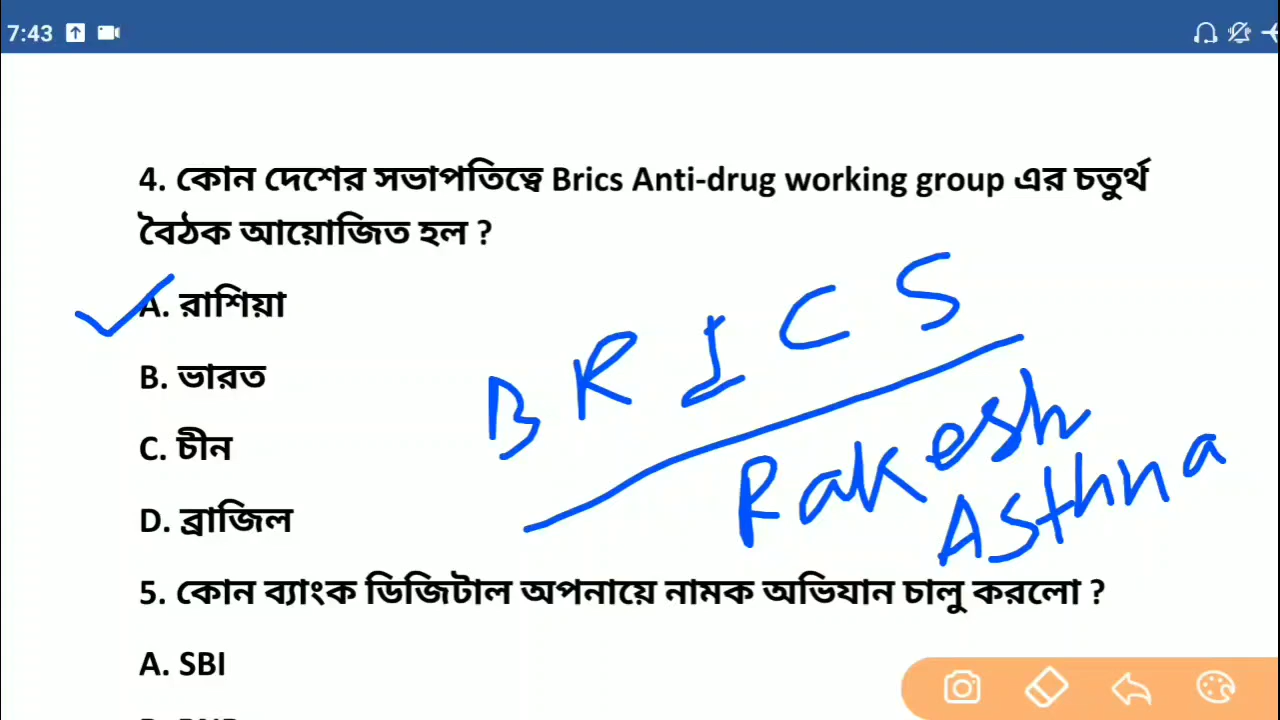 7:43
4. কোন দেশের সভাপতিত্বে Brics Anti-drug working group এর চতুর্থ
বৈঠক আয়োজিত হল ?
A. রাশিয়া
B. ভারত
C. চীন
D. ব্রাজিল
BRICS
Rakesh
Asthna
5. কোন ব্যাংক ডিজিটাল অপনায়ে নামক অভিযান চালু করলো ?
A. SBI